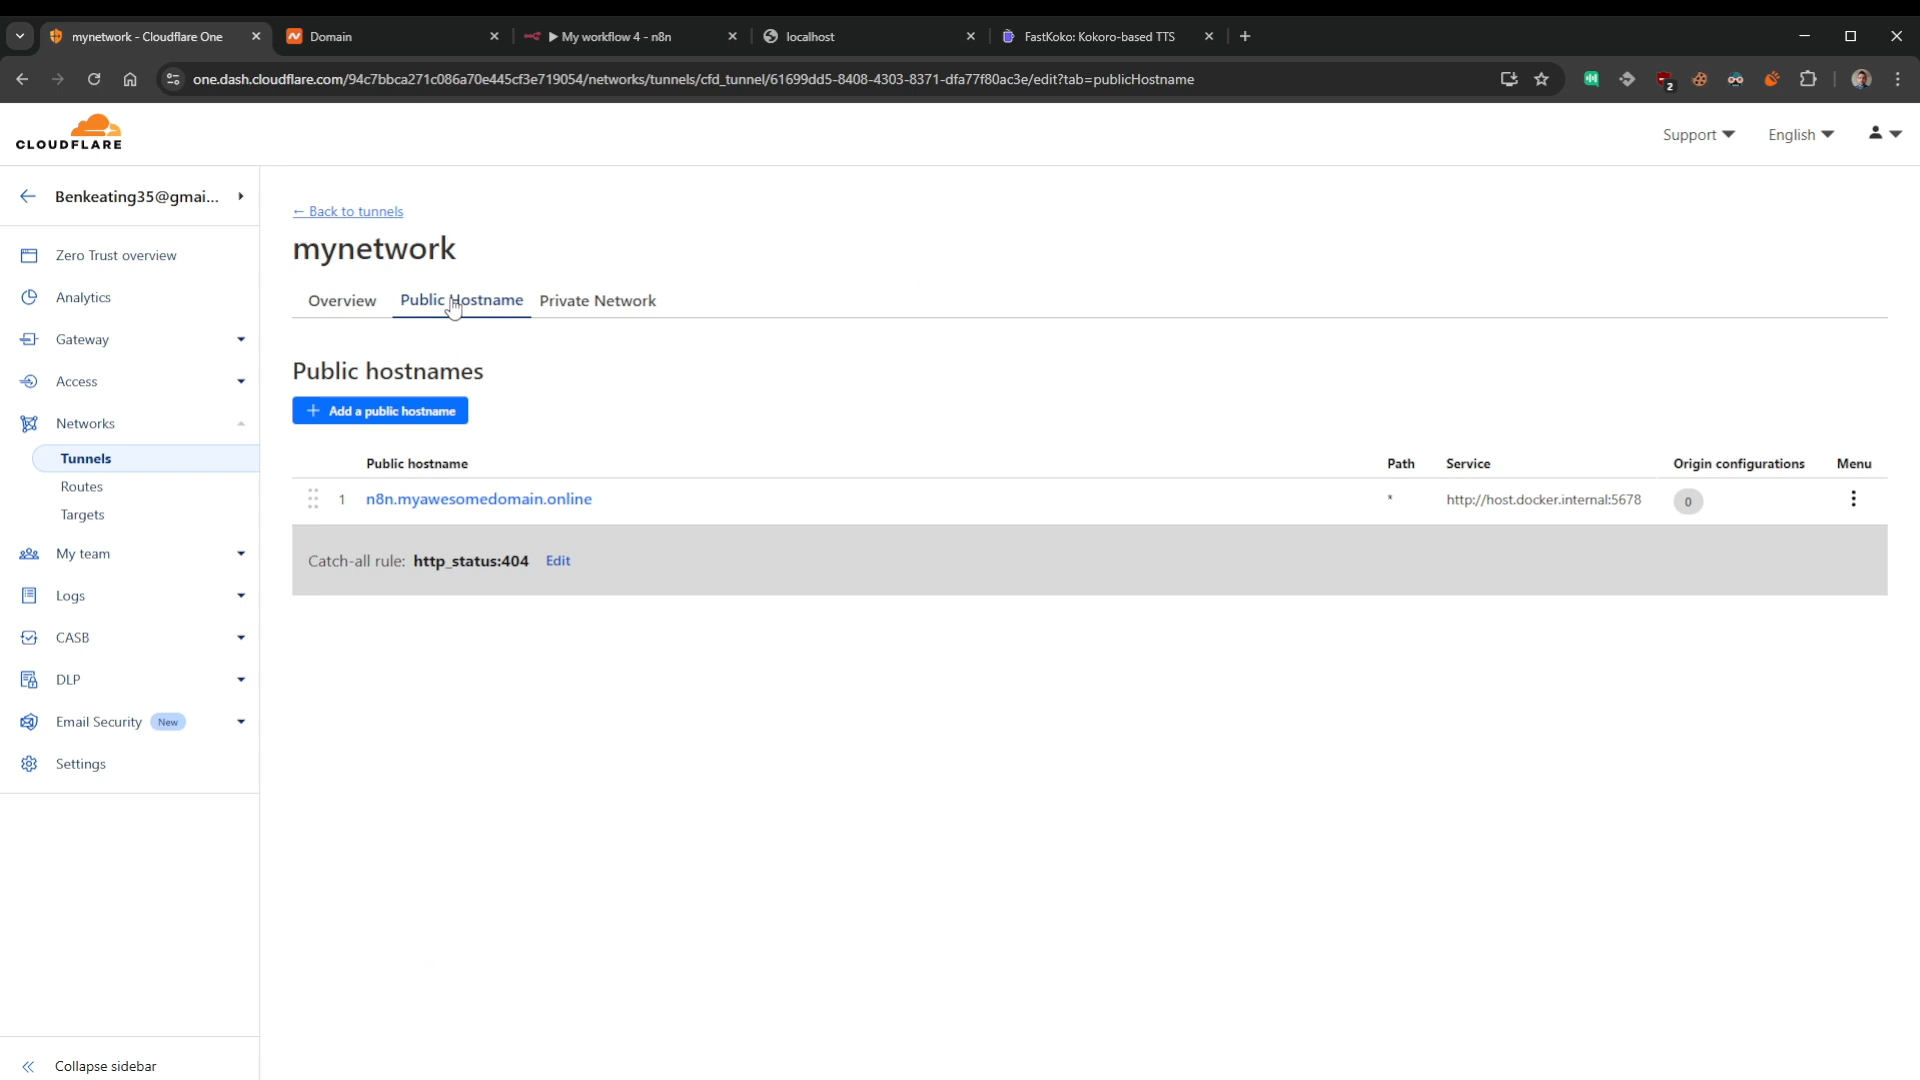 mynetwork - Cloudflare One
Domain
▶ My workflow 4 - n8n
localhost
FastKoko: Kokoro-based TTS
one.dash.cloudflare.com/94c7bbca271c086a70e445cf3e719054/networks/tunnels/cfd_tunnel/61699dd5-8408-4303-8371-dfa77f80ac3e/edit?tab=publicHostname
2
CLOUDFLARE
Support
English
Benkeating35@gmai...
Zero Trust overview
Analytics
Gateway
Access
Networks
Tunnels
Routes
Targets
My team
Logs
CASB
DLP
Email Security New
Settings
Collapse sidebar
← Back to tunnels
mynetwork
Overview Public Hostname Private Network
Public hostnames
+ Add a public hostname
Public hostname Path Service Origin configurations Menu
1 n8n.myawesomedomain.online * http://host.docker.internal:5678 0
Catch-all rule: http_status:404 Edit